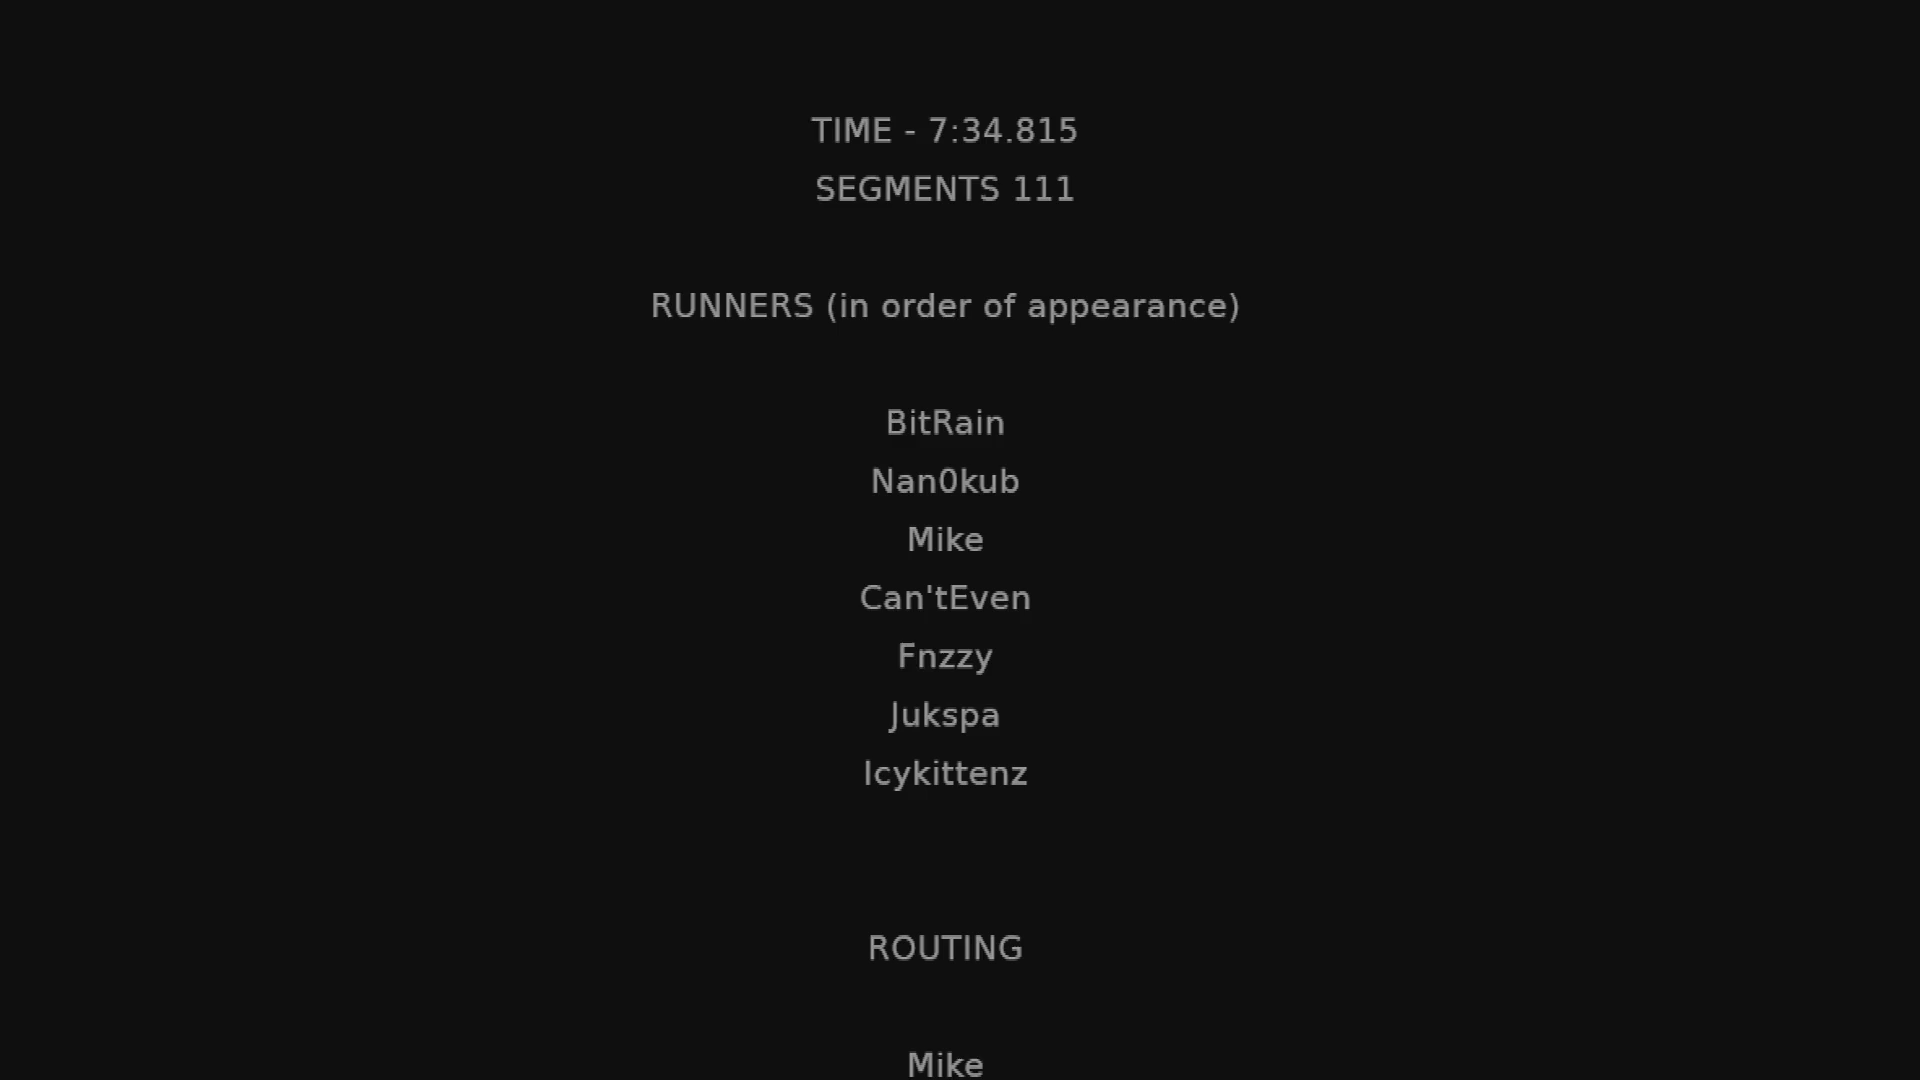 TIME - 7:34.815
SEGMENTS 111
RUNNERS (in order of appearance)
BitRain
Nan0kub
Mike
Can'tEven
Fnzzy
Jukspa
Icykittenz
ROUTING
Mike